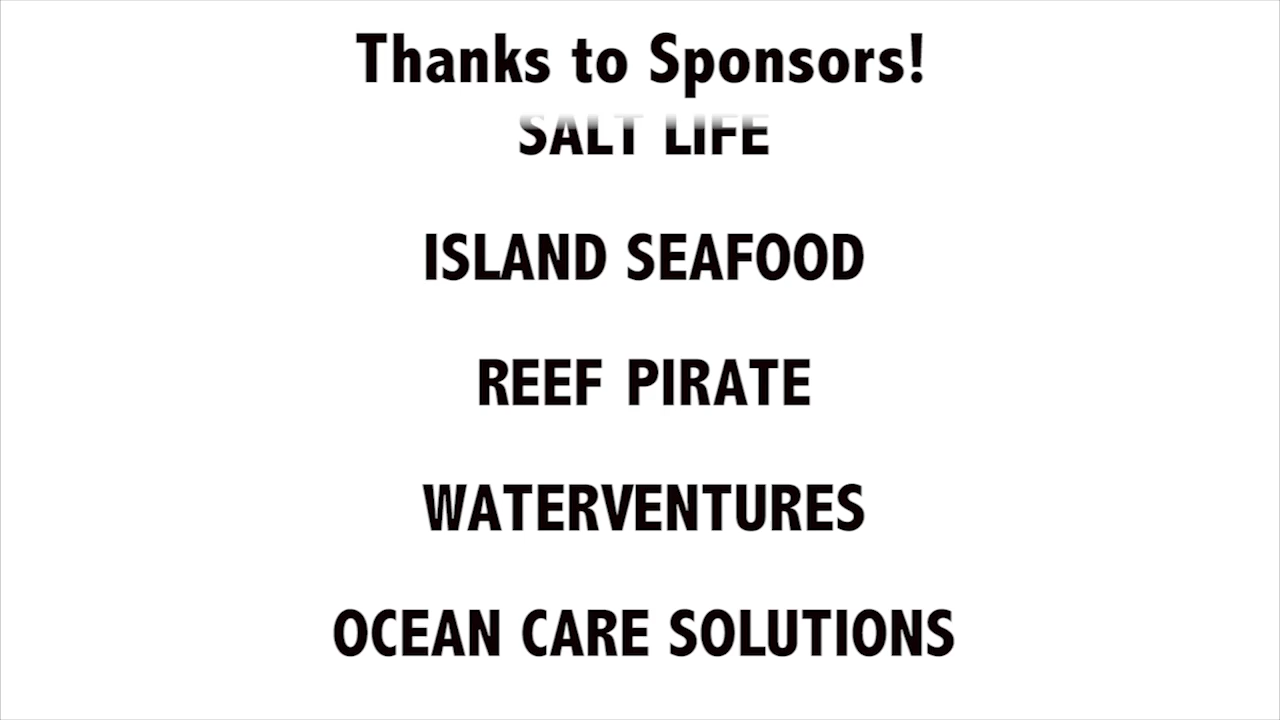 Thanks to Sponsors!
SALT LIFE
ISLAND SEAFOOD
REEF PIRATE
WATERVENTURES
OCEAN CARE SOLUTIONS